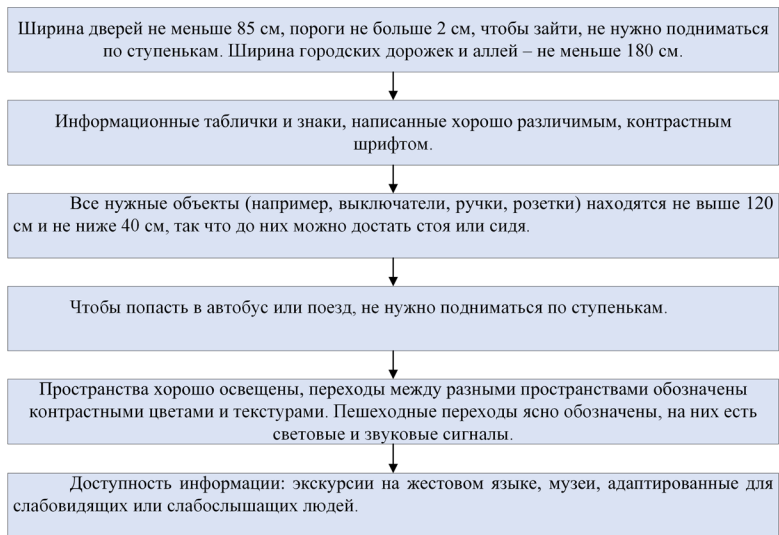 Ширина дверей не меньше 85 см, пороги не больше 2 см, чтобы зайти, не нужно подниматься
по ступенькам. Ширина городских дорожек и аллей – не меньше 180 см.
Информационные таблички и знаки, написанные хорошо различимым, контрастным
шрифтом.
Все нужные объекты (например, выключатели, ручки, розетки) находятся не выше 120
см и не ниже 40 см, так что до них можно достать стоя или сидя.
Чтобы попасть в автобус или поезд, не нужно подниматься по ступенькам.
Пространства хорошо освещены, переходы между разными пространствами обозначены
контрастными цветами и текстурами. Пешеходные переходы ясно обозначены, на них есть
световые и звуковые сигналы.
Доступность информации: экскурсии на жестовом языке, музеи, адаптированные для
слабовидящих или слабослышащих людей.